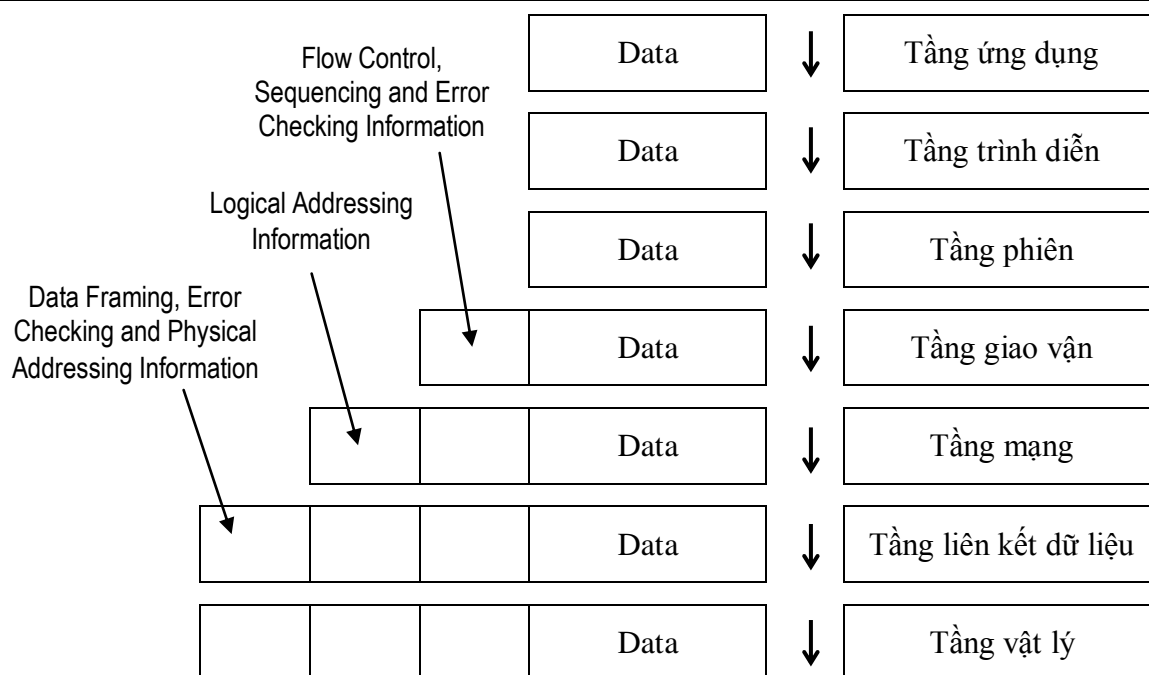 Data
Tầng ứng dụng
Flow Control,
Sequencing and Error
Checking Information
Data
Tầng trình diễn
Logical Addressing
Information
Data
Tầng phiên
Data Framing, Error
Checking and Physical
Addressing Information
Data
Tầng giao vận
Data
Tầng mạng
Data
Tầng liên kết dữ liệu
Data
Tầng vật lý